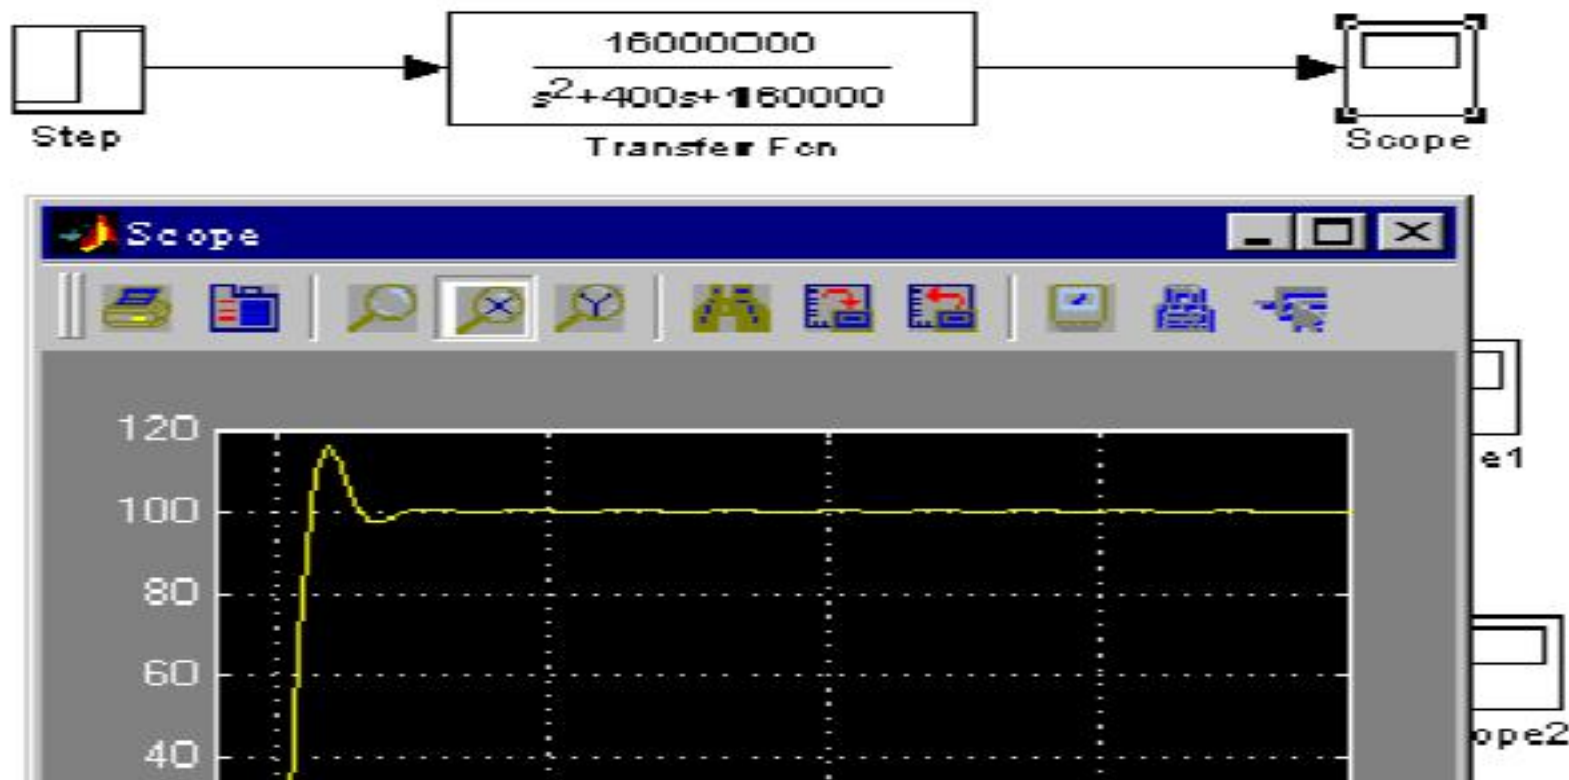 16000000
s²+400s+160000
Step
Transfer Fcn
Scope
Scope
120
100
e1
80
60
ope2
40